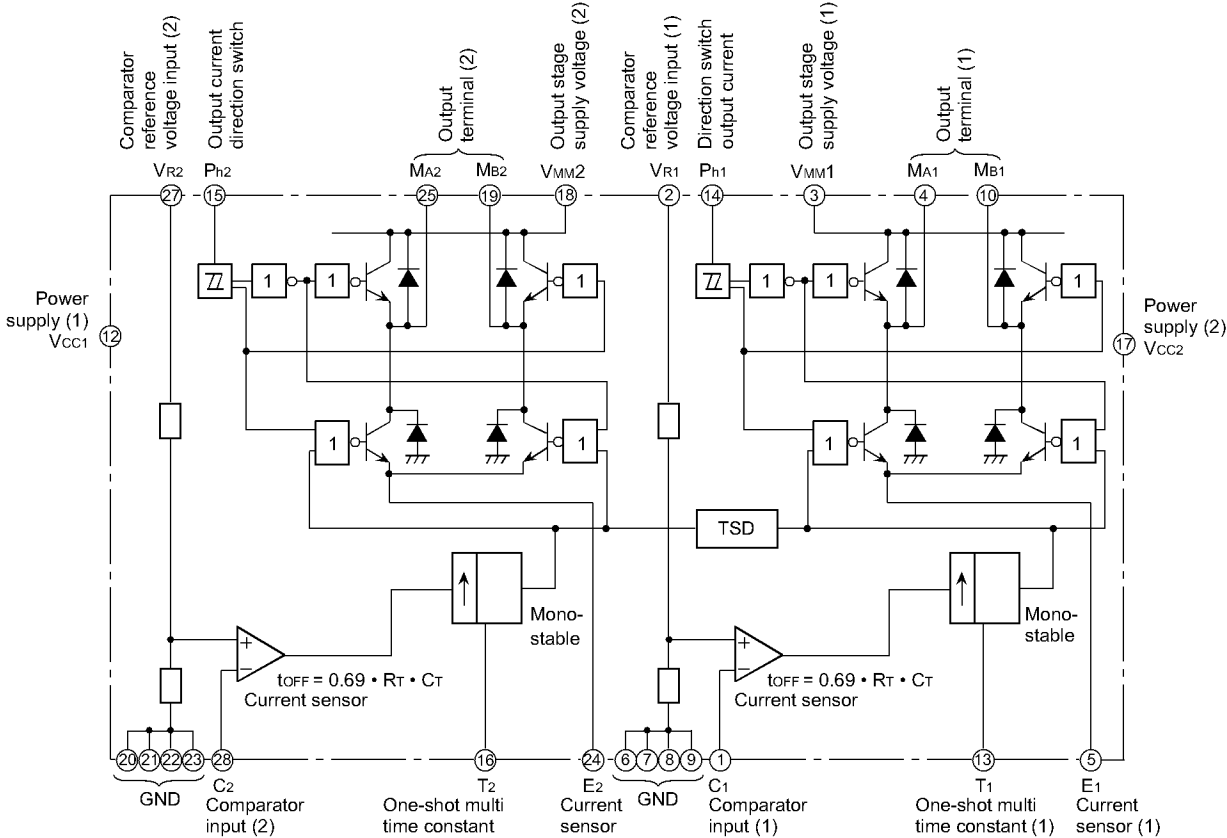 Comparator
reference
voltage input (2)
Output current
direction switch
Output
terminal (2)
Output stage
supply voltage (2)
Comparator
reference
voltage input (1)
Direction switch
output current
Output stage
supply voltage (1)
Output
terminal (1)
VR2 Ph2 MA2 MB2 VMM2 VR1 Ph1 VMM1 MA1 MB1
27 15 25 19 18 2 14 3 4 10
1 1 1 1 1 1
Power
supply (1)
VCC1
12
Power
supply (2)
VCC2
17
1 1 1 1
TSD
Mono-
stable
Mono-
stable
+
−
+
−
tOFF = 0.69 • RT • CT
Current sensor
tOFF = 0.69 • RT • CT
Current sensor
20 21 22 23 28 16 24 6 7 8 9 1 13 5
GND
C2
Comparator
input (2)
T2
One-shot multi
time constant
E2
Current
sensor
GND
C1
Comparator
input (1)
T1
One-shot multi
time constant (1)
E1
Current
sensor (1)